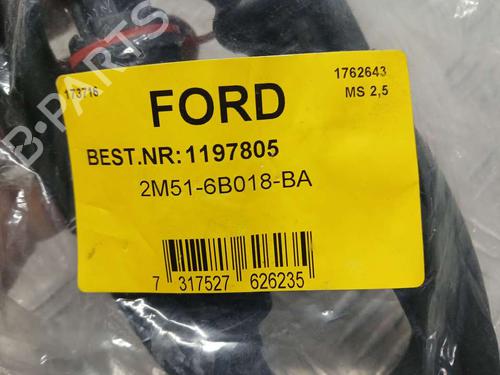 173716
1762643
FORD
MS 2,5
BEST.NR:1197805
2M51-6B018-BA
7 317527 626235
B-PARTS